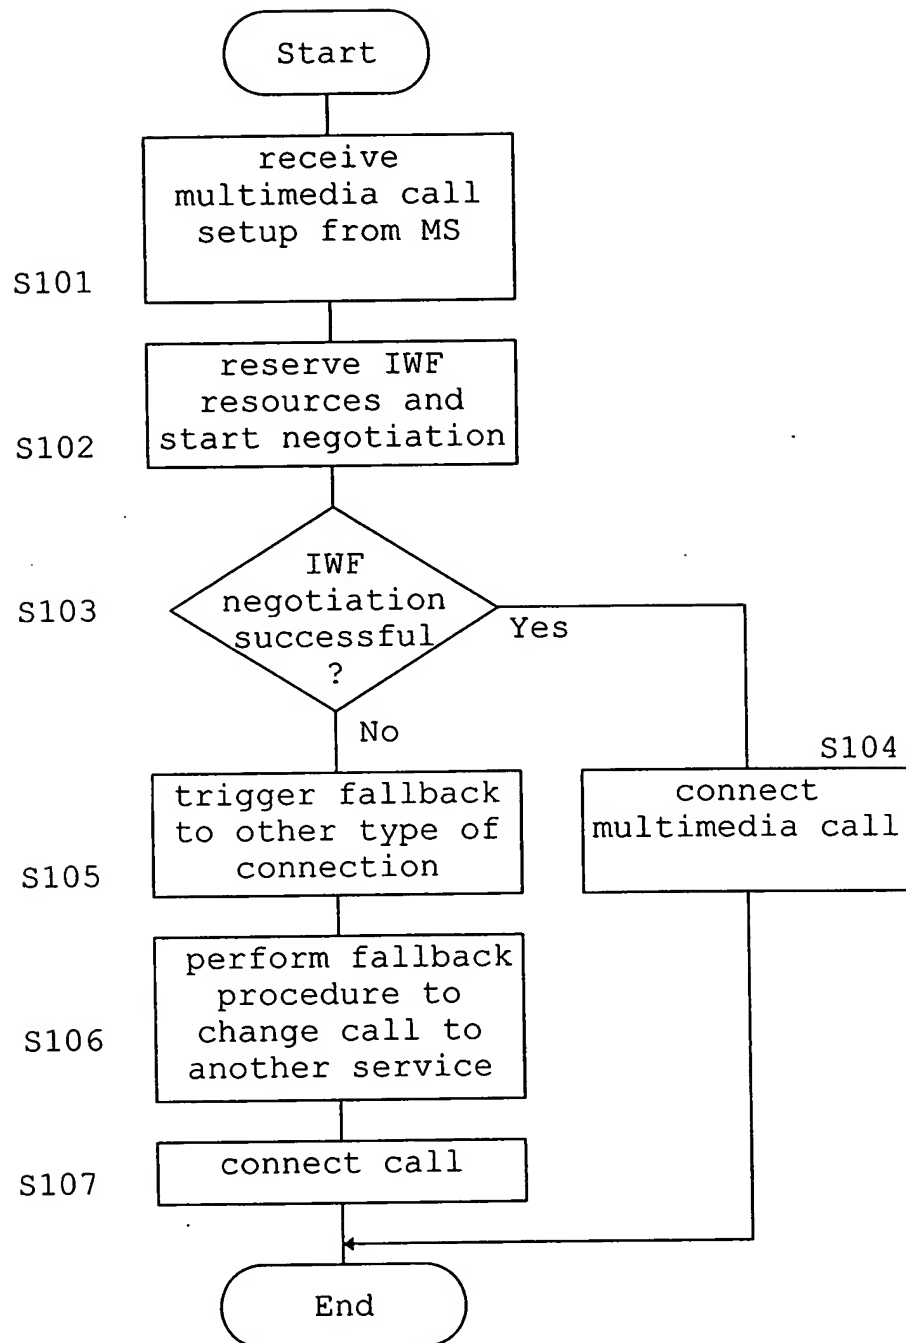 Start
receive
multimedia call
setup from MS
S101
reserve IWF
resources and
start negotiation
S102
IWF
negotiation
successful
?
S103
Yes
No
S104
connect
multimedia call
trigger fallback
to other type of
connection
S105
perform fallback
procedure to
change call to
another service
S106
connect call
S107
End